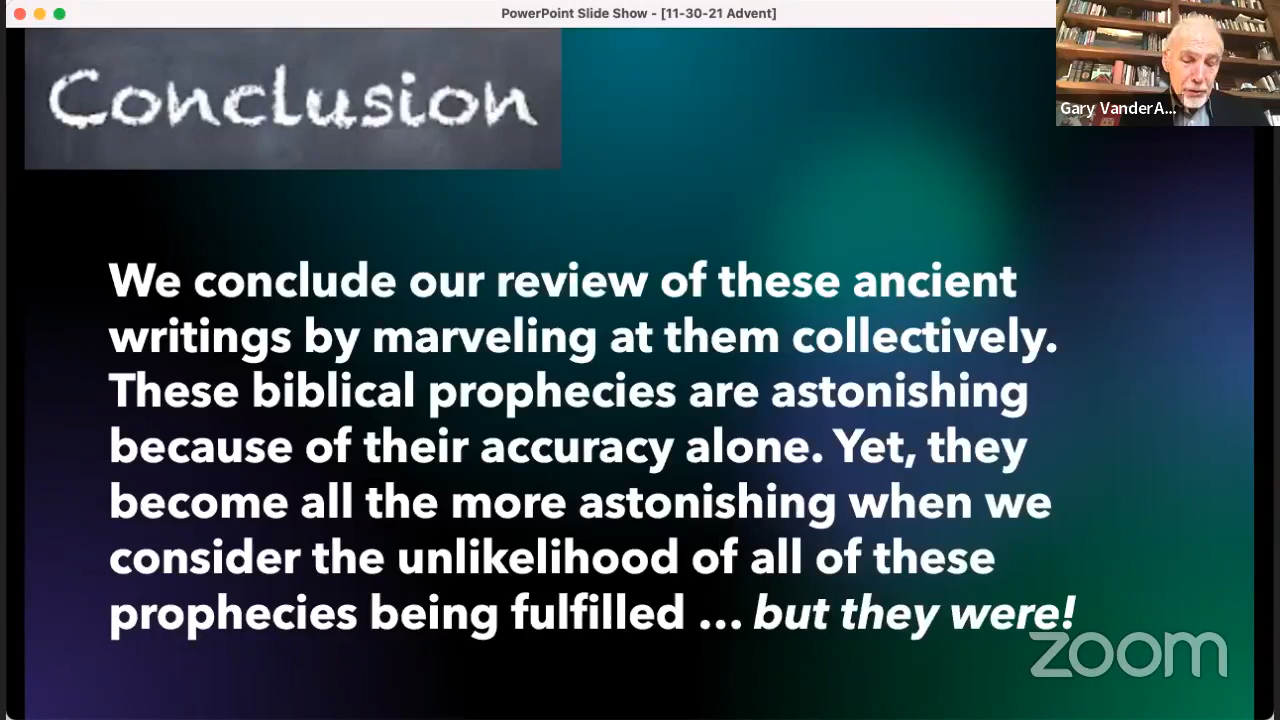 PowerPoint Slide Show - [11-30-21 Advent]
Gary VanderA...
Conclusion
We conclude our review of these ancient
writings by marveling at them collectively.
These biblical prophecies are astonishing
because of their accuracy alone. Yet, they
become all the more astonishing when we
consider the unlikelihood of all of these
prophecies being fulfilled ... but they were!
zoom